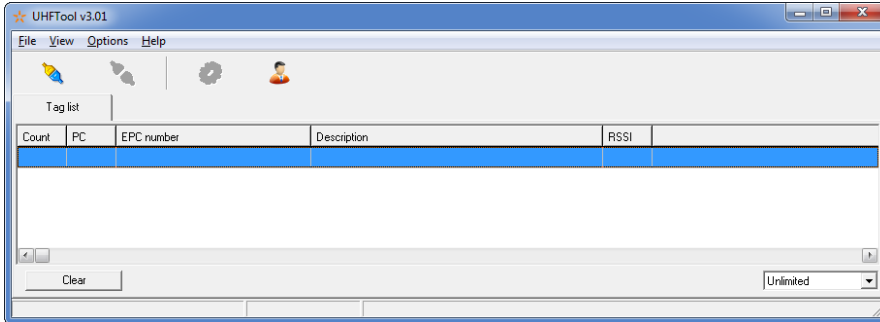 UHFTool v3.01
File View Options Help
Tag list
Count PC EPC number Description RSSI
Clear Unlimited